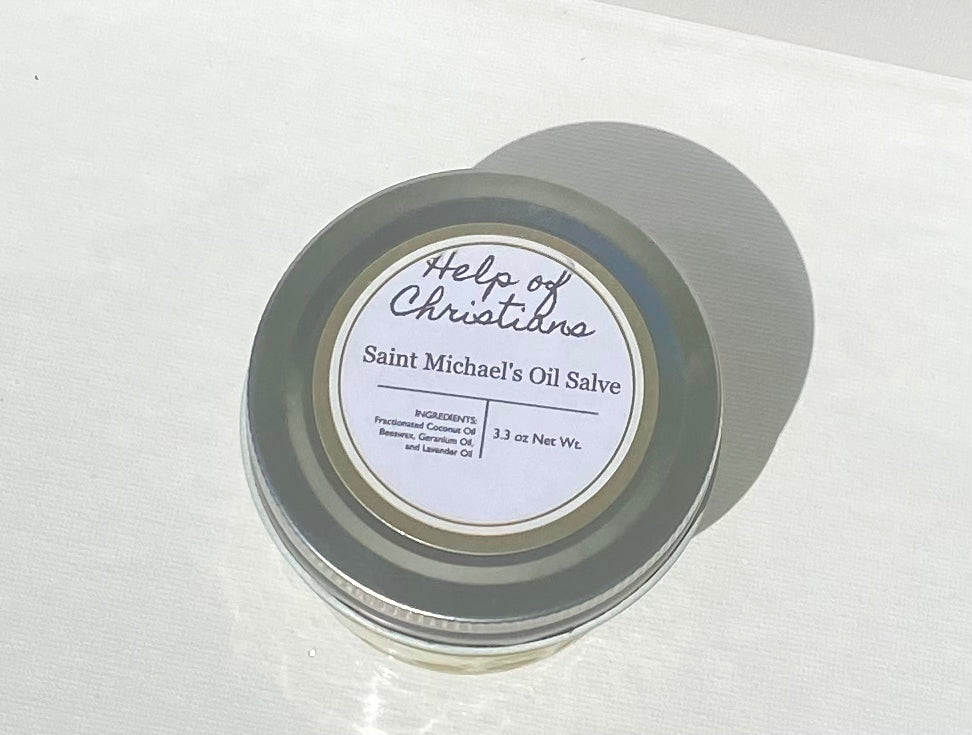 Help of
Christians
Saint Michael's Oil Salve
INGREDIENTS:
Fractionated Coconut Oil
Beeswax, Geranium Oil,
and Lavender Oil
3.3 oz Net Wt.